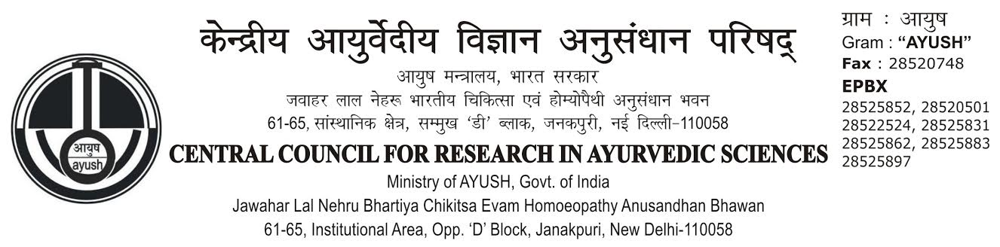 आयुष
ayush
केन्द्रीय आयुर्वेदीय विज्ञान अनुसंधान परिषद्
आयुष मन्त्रालय, भारत सरकार
जवाहर लाल नेहरू भारतीय चिकित्सा एवं होम्योपैथी अनुसंधान भवन
61-65, सांस्थानिक क्षेत्र, सम्मुख ‘डी’ ब्लाक, जनकपुरी, नई दिल्ली-110058
CENTRAL COUNCIL FOR RESEARCH IN AYURVEDIC SCIENCES
Ministry of AYUSH, Govt. of India
Jawahar Lal Nehru Bhartiya Chikitsa Evam Homoeopathy Anusandhan Bhawan
61-65, Institutional Area, Opp. ‘D’ Block, Janakpuri, New Delhi-110058
ग्राम : आयुष
Gram : “AYUSH”
Fax : 28520748
EPBX
28525852, 28520501
28522524, 28525831
28525862, 28525883
28525897